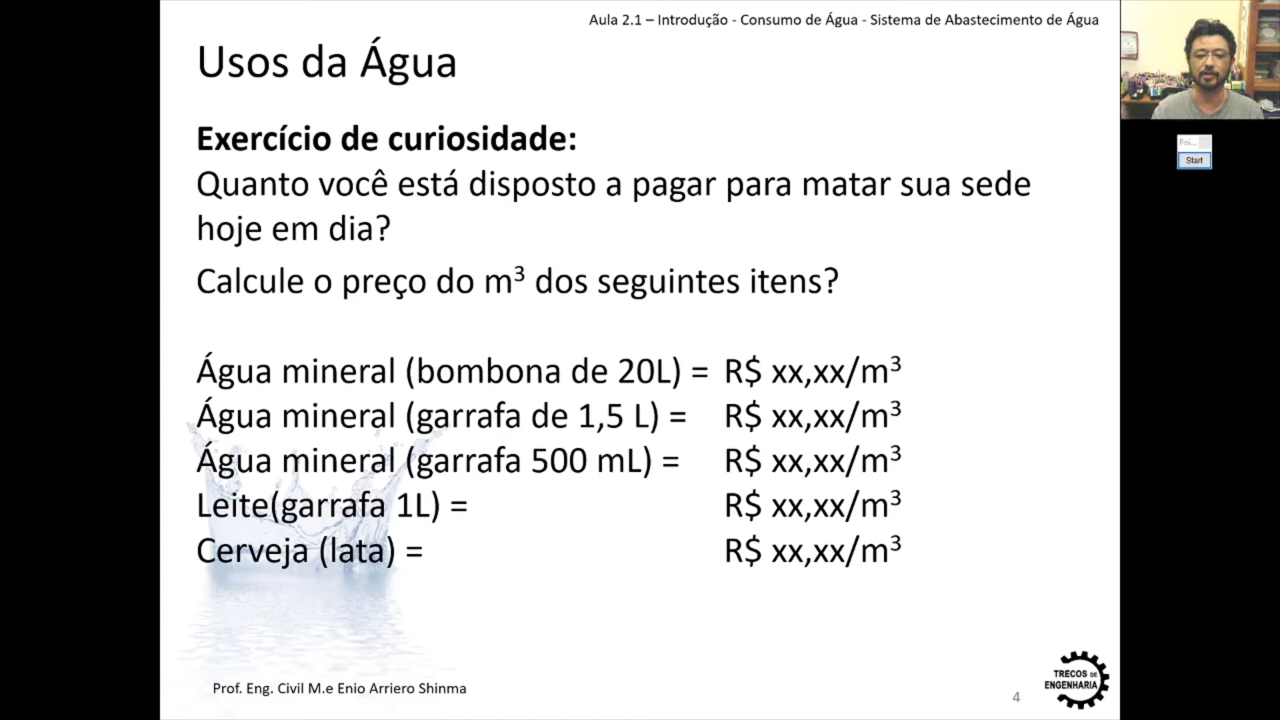 Aula 2.1 – Introdução - Consumo de Água - Sistema de Abastecimento de Água
Usos da Água
Exercício de curiosidade:
Quanto você está disposto a pagar para matar sua sede
hoje em dia?
Calcule o preço do m³ dos seguintes itens?
Água mineral (bombona de 20L) = R$ xx,xx/m³
Água mineral (garrafa de 1,5 L) = R$ xx,xx/m³
Água mineral (garrafa 500 mL) = R$ xx,xx/m³
Leite(garrafa 1L) = R$ xx,xx/m³
Cerveja (lata) = R$ xx,xx/m³
Poi...
Start
Prof. Eng. Civil M.e Enio Arriero Shinma
4
TRECOS DE
ENGENHARIA